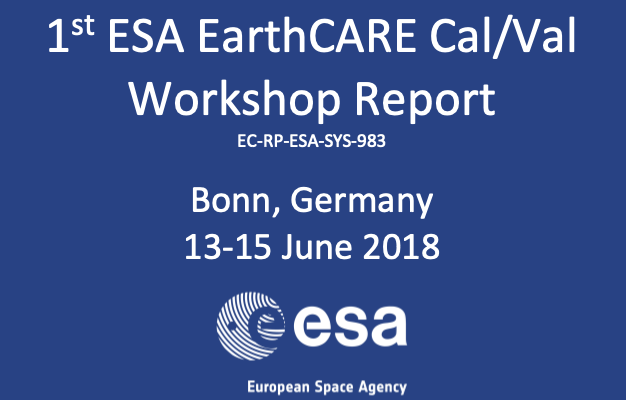 1st ESA EarthCARE Cal/Val
Workshop Report
EC-RP-ESA-SYS-983
Bonn, Germany
13-15 June 2018
esa
European Space Agency